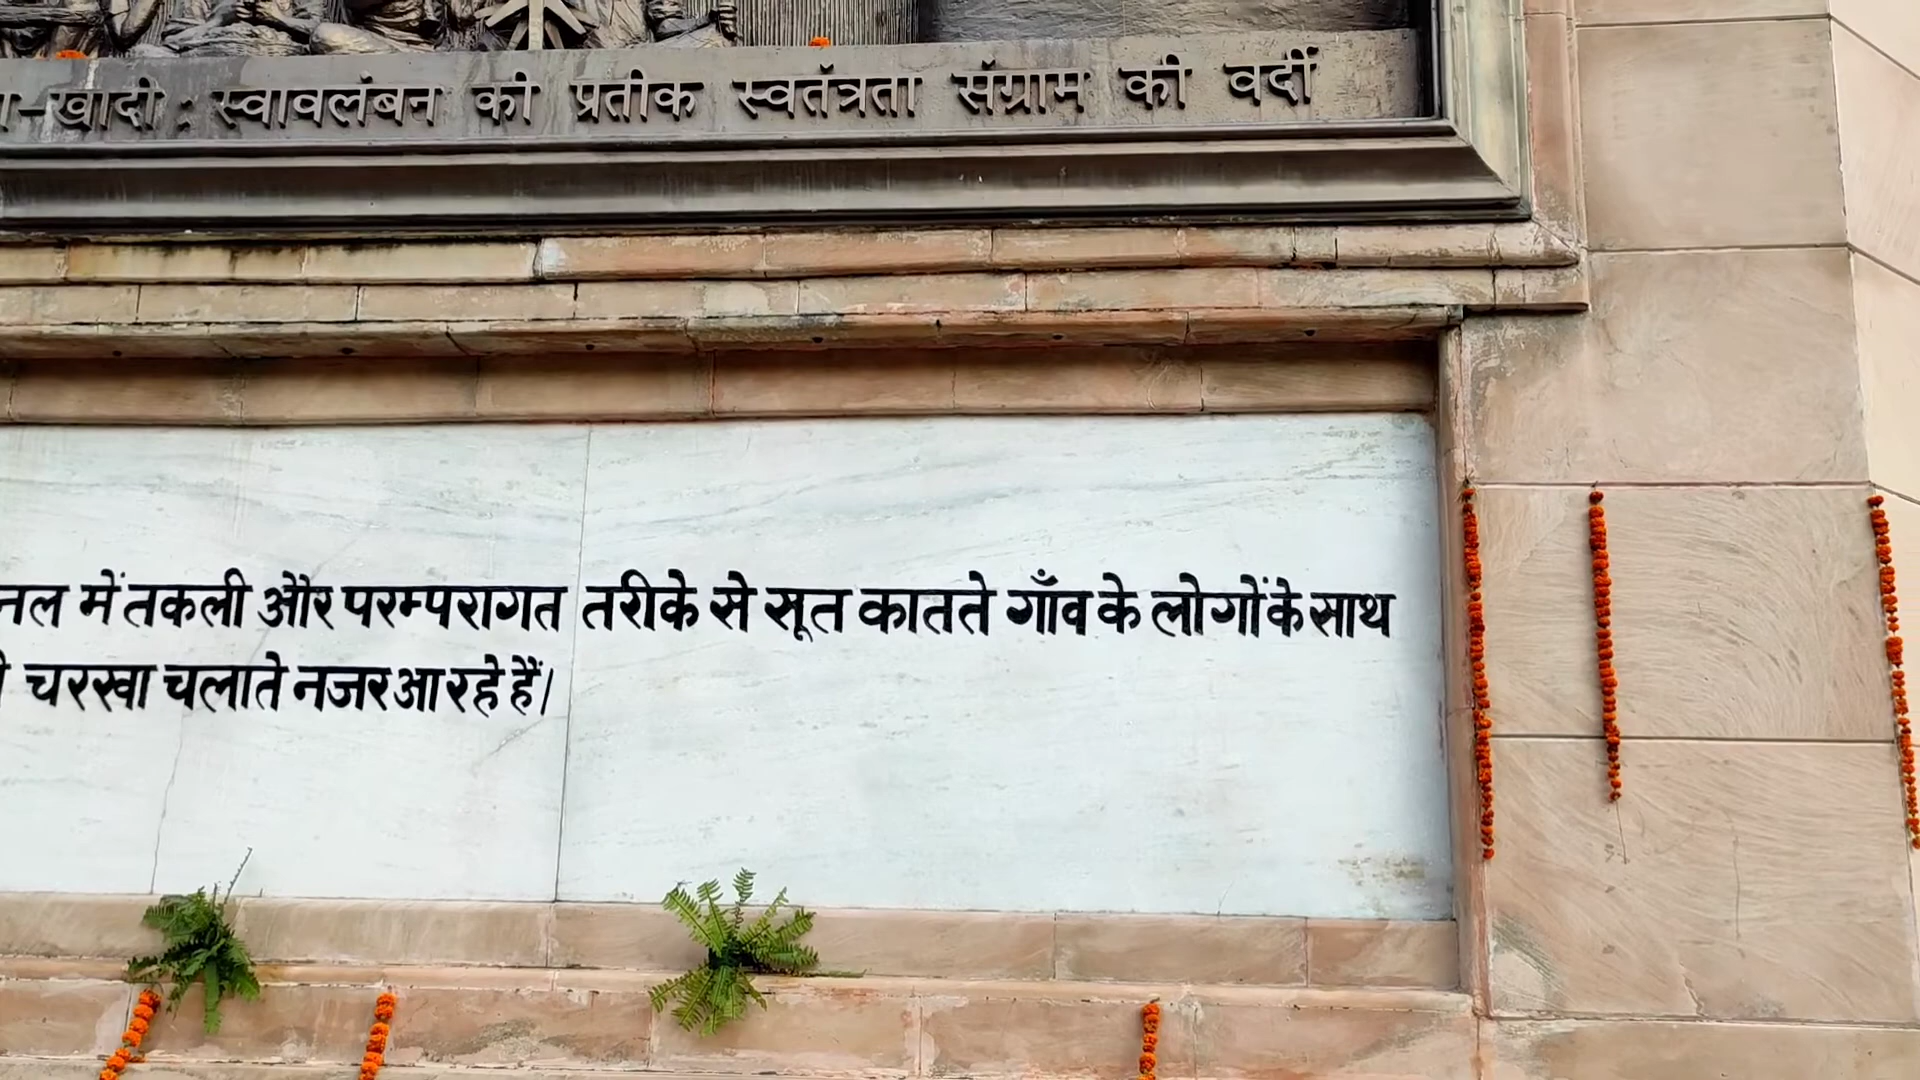 –खादी : स्वावलंबन की प्रतीक स्वतंत्रता संग्राम की वर्दी
में तकली और परम्परागत तरीके से सूत कातते गाँव के लोगों के साथ
चरखा चलाते नजर आ रहे हैं।